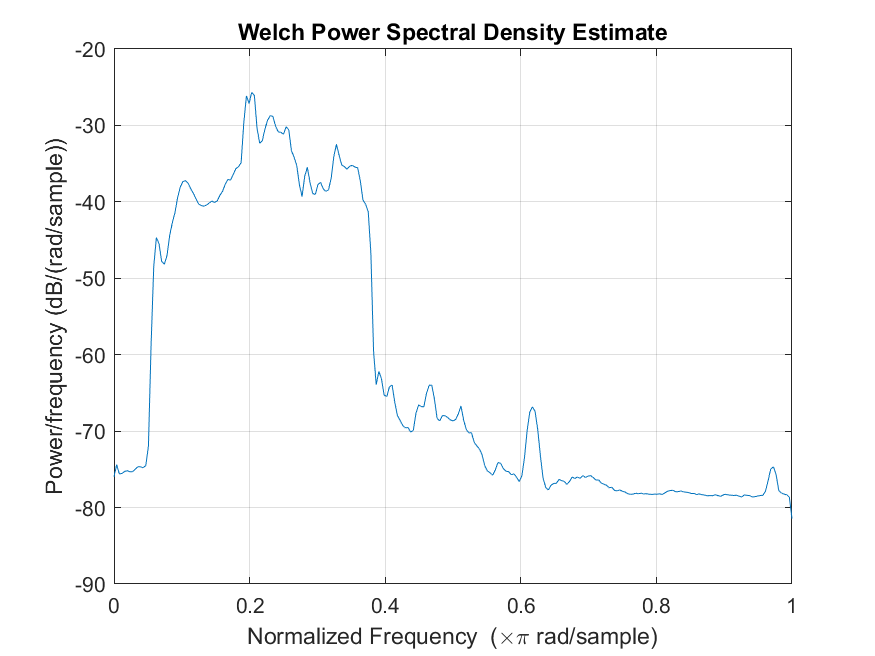 Welch Power Spectral Density Estimate
-20
-30
-40
-50
-60
-70
-80
-90
Power/frequency (dB/(rad/sample))
0 0.2 0.4 0.6 0.8 1
Normalized Frequency (×π rad/sample)